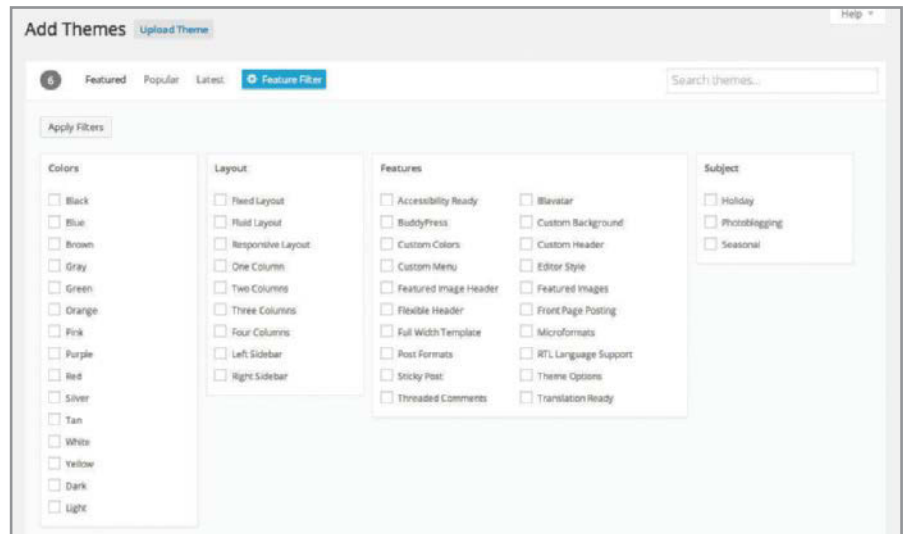 Help
Add Themes Upload Theme
6 Featured Popular Latest Feature Filter Search themes...
Apply Filters
Colors
Black
Blue
Brown
Gray
Green
Orange
Pink
Purple
Red
Silver
Tan
White
Yellow
Dark
Light
Layout
Fixed Layout
Fluid Layout
Responsive Layout
One Column
Two Columns
Three Columns
Four Columns
Left Sidebar
Right Sidebar
Features
Accessibility Ready
BuddyPress
Custom Colors
Custom Menu
Featured Image Header
Flexible Header
Full Width Template
Post Formats
Sticky Post
Threaded Comments
Blavatar
Custom Background
Custom Header
Editor Style
Featured Images
Front Page Posting
Microformats
RTL Language Support
Theme Options
Translation Ready
Subject
Holiday
Photoblogging
Seasonal